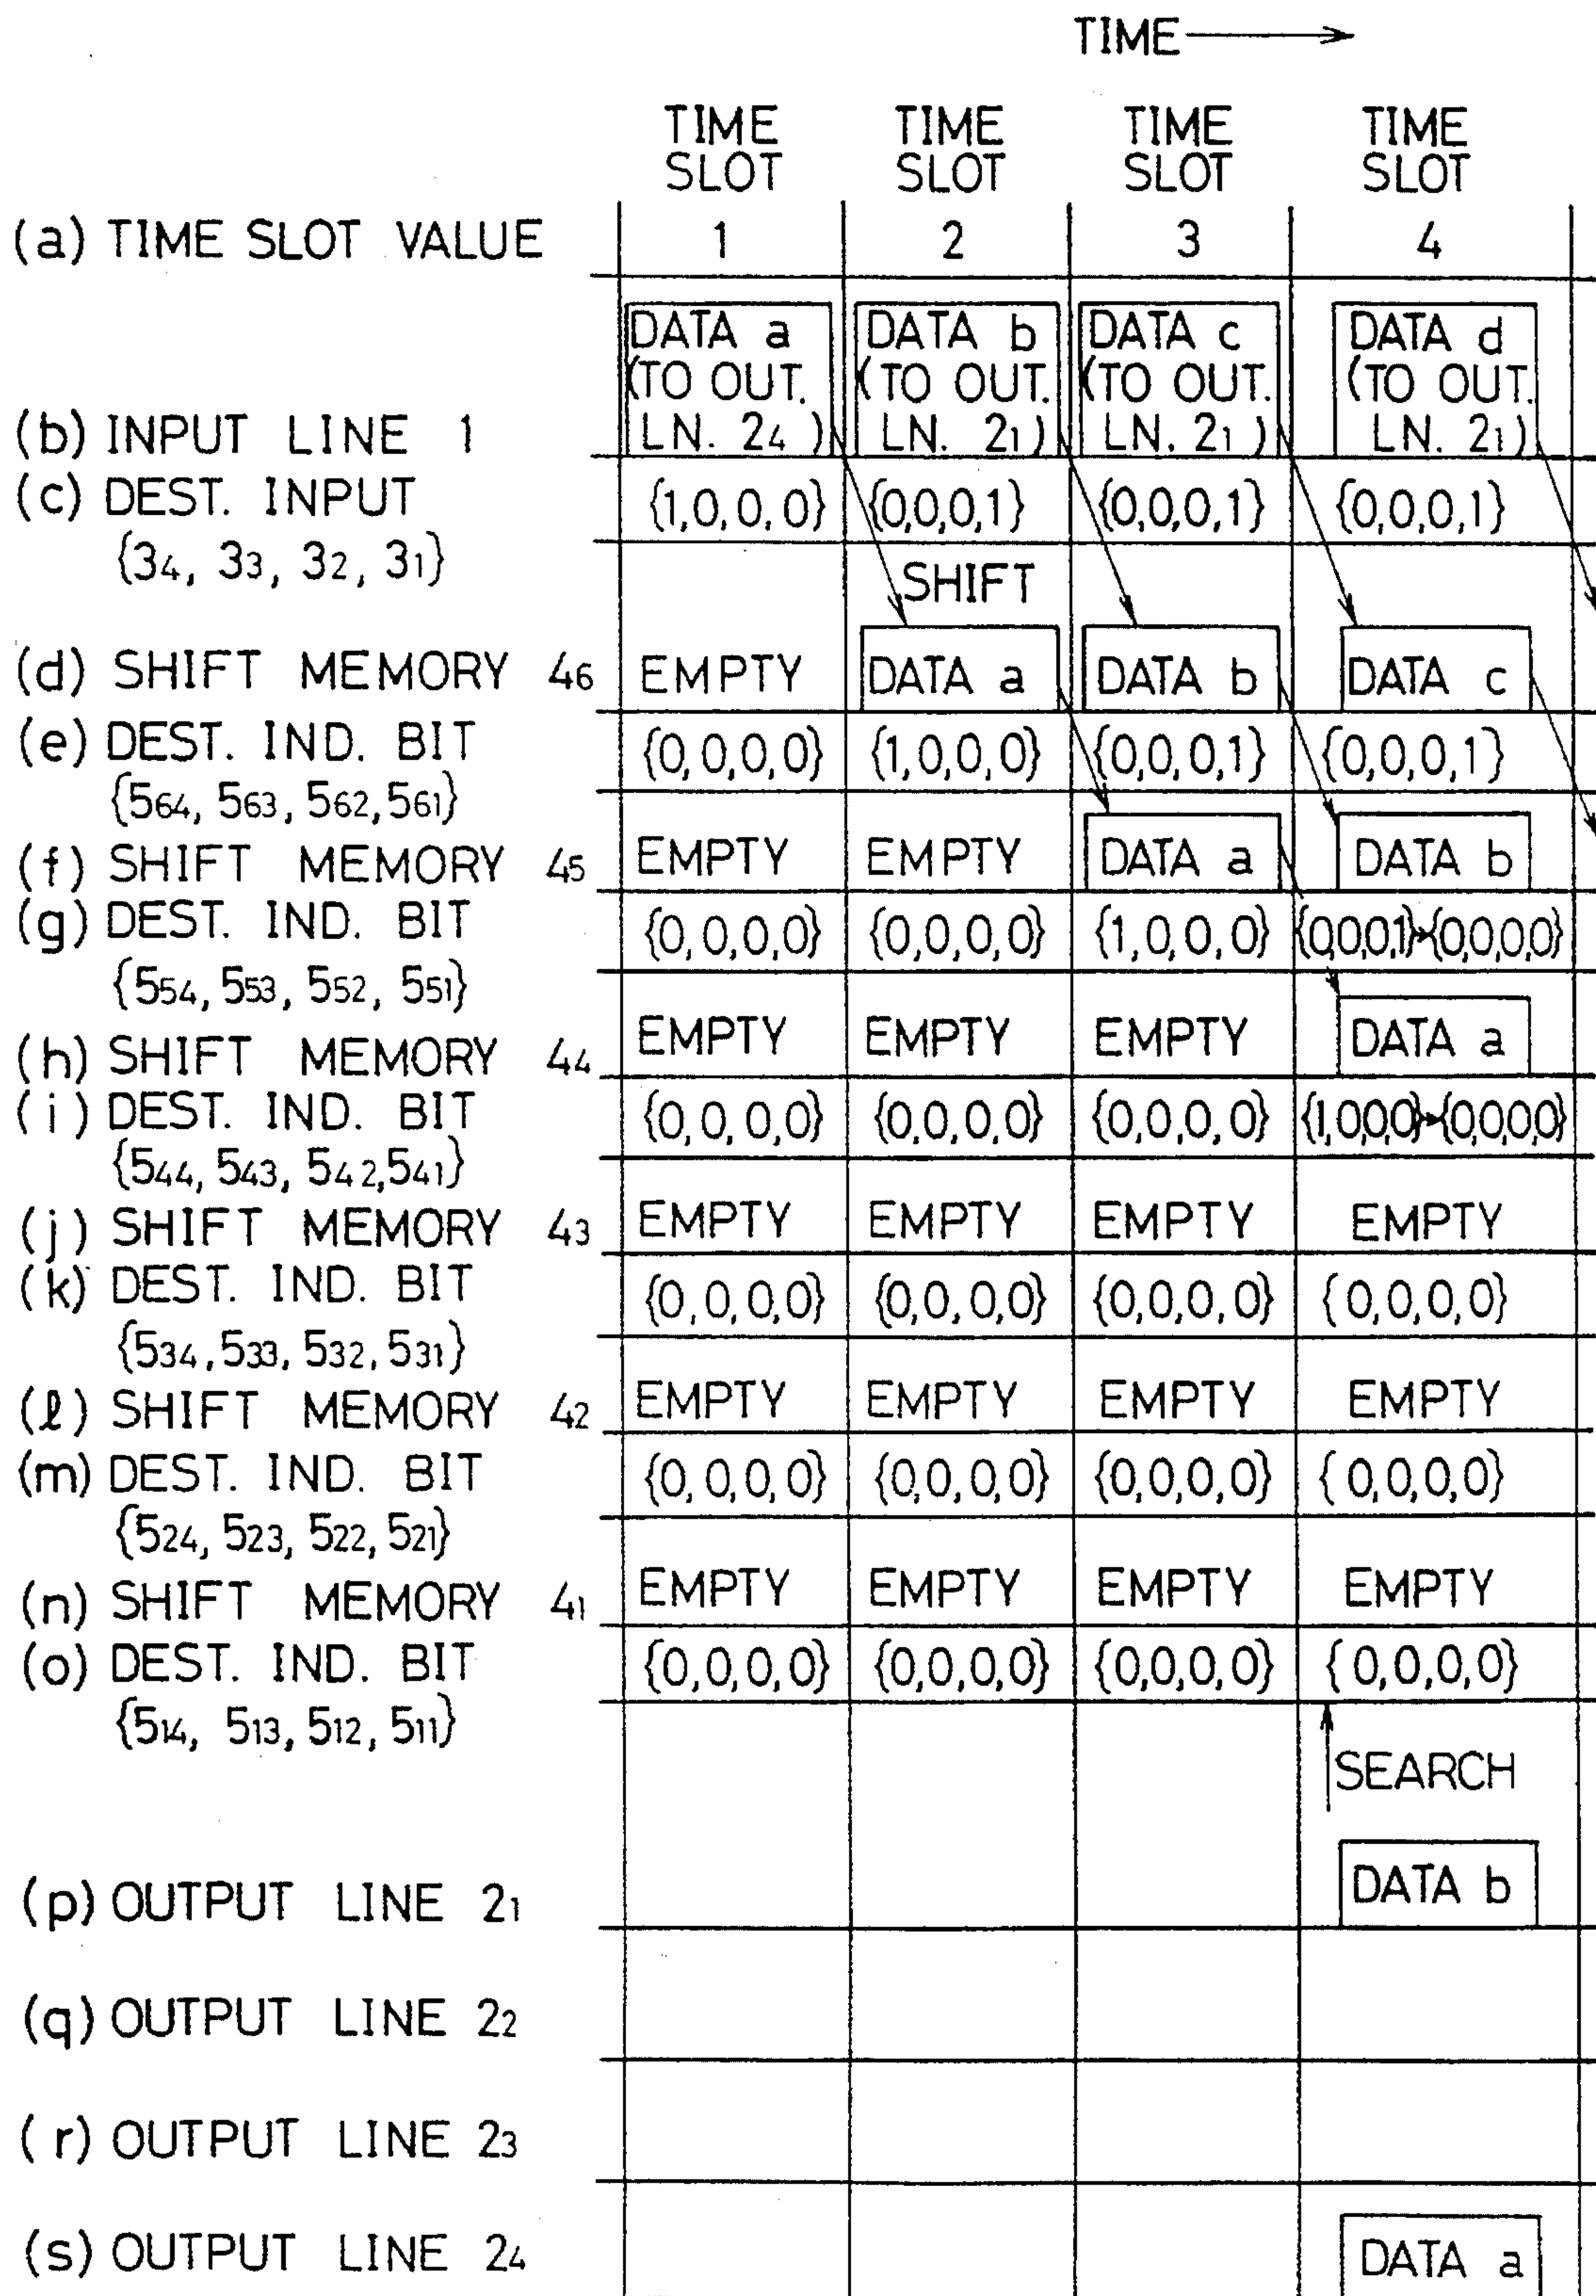 TIME
TIME SLOT TIME SLOT TIME SLOT TIME SLOT
(a) TIME SLOT VALUE 1 2 3 4
(b) INPUT LINE 1 DATA a (TO OUT. LN. 24) DATA b (TO OUT. LN. 21) DATA c (TO OUT. LN. 21) DATA d (TO OUT. LN. 21)
(c) DEST. INPUT {1,0,0,0} {0,0,0,1} {0,0,0,1} {0,0,0,1}
{34, 33, 32, 31}
SHIFT
(d) SHIFT MEMORY 46 EMPTY DATA a DATA b DATA c
(e) DEST. IND. BIT {0,0,0,0} {1,0,0,0} {0,0,0,1} {0,0,0,1}
{564, 563, 562, 561}
(f) SHIFT MEMORY 45 EMPTY EMPTY DATA a DATA b
(g) DEST. IND. BIT {0,0,0,0} {0,0,0,0} {1,0,0,0} {0,0,0,1}→{0,0,0,0}
{554, 553, 552, 551}
(h) SHIFT MEMORY 44 EMPTY EMPTY EMPTY DATA a
(i) DEST. IND. BIT {0,0,0,0} {0,0,0,0} {0,0,0,0} {1,0,0,0}→{0,0,0,0}
{544, 543, 542, 541}
(j) SHIFT MEMORY 43 EMPTY EMPTY EMPTY EMPTY
(k) DEST. IND. BIT {0,0,0,0} {0,0,0,0} {0,0,0,0} {0,0,0,0}
{534, 533, 532, 531}
(ℓ) SHIFT MEMORY 42 EMPTY EMPTY EMPTY EMPTY
(m) DEST. IND. BIT {0,0,0,0} {0,0,0,0} {0,0,0,0} {0,0,0,0}
{524, 523, 522, 521}
(n) SHIFT MEMORY 41 EMPTY EMPTY EMPTY EMPTY
(o) DEST. IND. BIT {0,0,0,0} {0,0,0,0} {0,0,0,0} {0,0,0,0}
{514, 513, 512, 511}
SEARCH
(p) OUTPUT LINE 21 DATA b
(q) OUTPUT LINE 22
(r) OUTPUT LINE 23
(s) OUTPUT LINE 24 DATA a